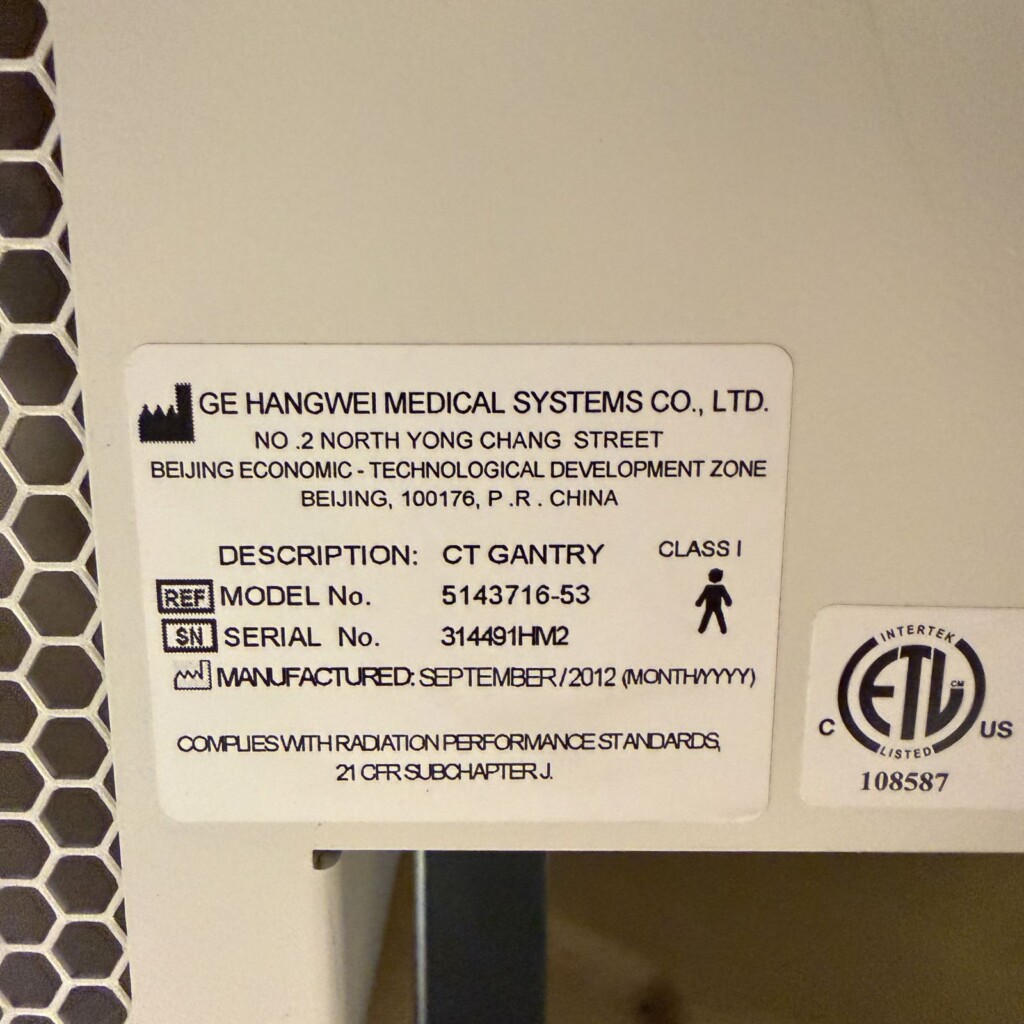 GE HANGWEI MEDICAL SYSTEMS CO., LTD.
NO .2 NORTH YONG CHANG STREET
BEIJING ECONOMIC - TECHNOLOGICAL DEVELOPMENT ZONE
BEIJING, 100176, P .R . CHINA
DESCRIPTION: CT GANTRY CLASS I
REF MODEL No. 5143716-53
SN SERIAL No. 314491HM2
MANUFACTURED: SEPTEMBER/2012 (MONTH/YYYY)
COMPLIES WITH RADIATION PERFORMANCE STANDARDS,
21 CFR SUBCHAPTER J.
INTERTEK
ETL CM
C US
LISTED
108587